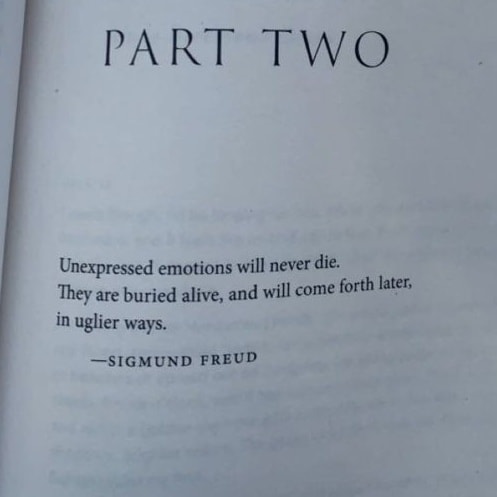 PART TWO
Unexpressed emotions will never die.
They are buried alive, and will come forth later,
in uglier ways.
—SIGMUND FREUD